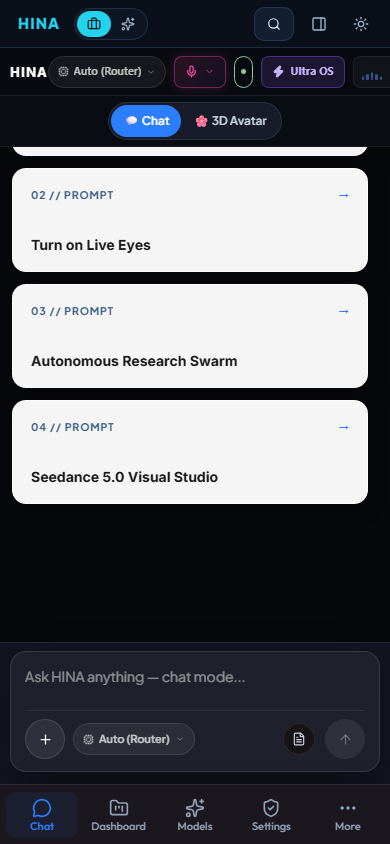 HINA
HINA Auto (Router) Ultra OS
Chat 3D Avatar
02 // PROMPT →
Turn on Live Eyes
03 // PROMPT →
Autonomous Research Swarm
04 // PROMPT →
Seedance 5.0 Visual Studio
Ask HINA anything — chat mode...
Auto (Router)
Chat Dashboard Models Settings More